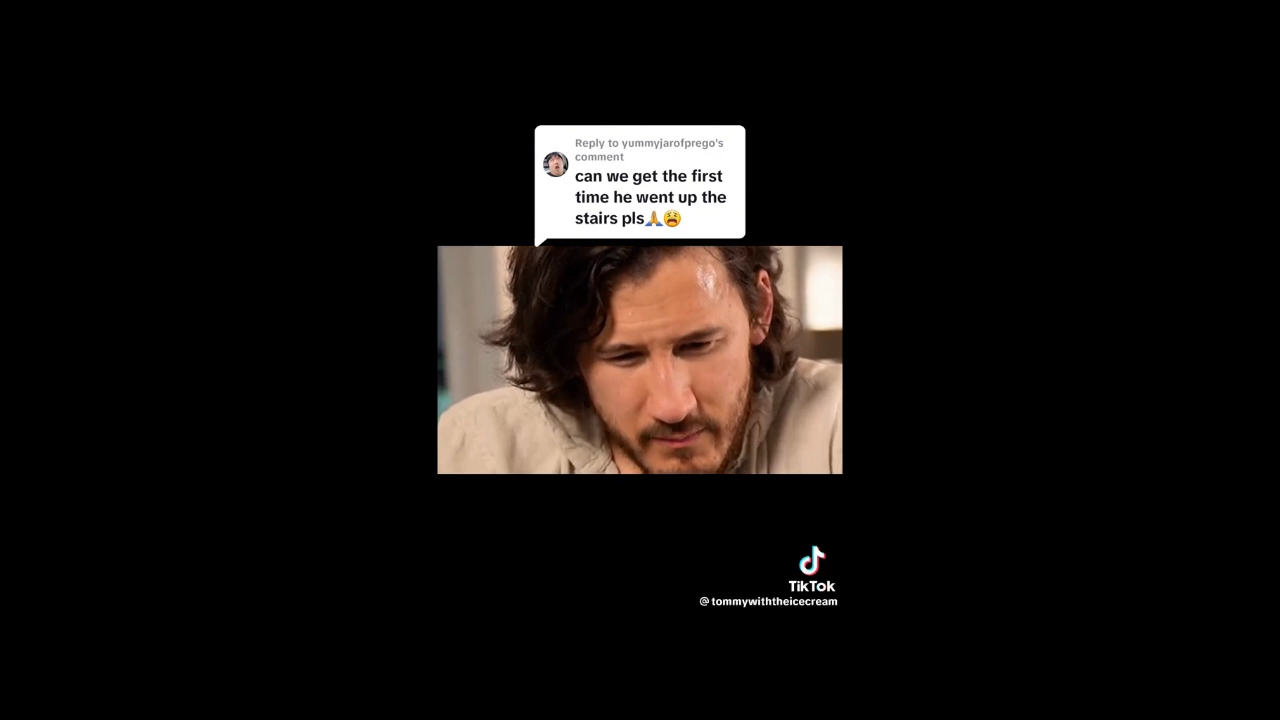 Reply to yummyjarofprego's
comment
can we get the first
time he went up the
stairs pls🙏😫
TikTok
@tommywiththeicecream